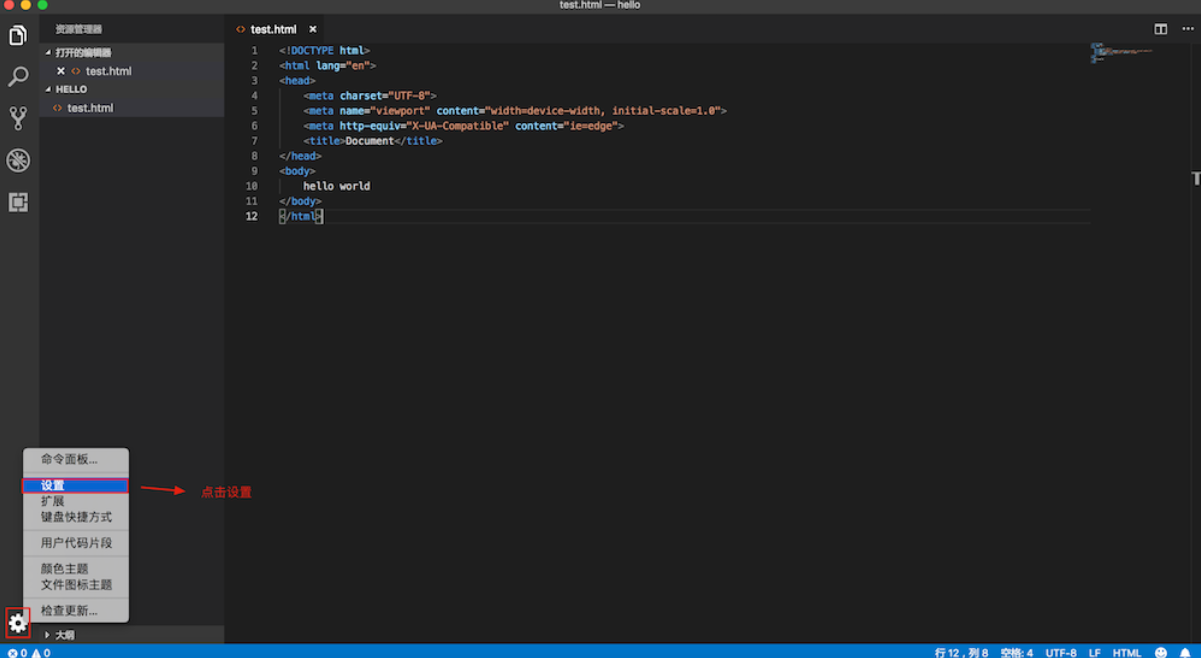 test.html — hello
资源管理器
打开的编辑器
test.html
HELLO
test.html
test.html
1 <!DOCTYPE html>
2 <html lang="en">
3 <head>
4 <meta charset="UTF-8">
5 <meta name="viewport" content="width=device-width, initial-scale=1.0">
6 <meta http-equiv="X-UA-Compatible" content="ie=edge">
7 <title>Document</title>
8 </head>
9 <body>
10 hello world
11 </body>
12 </html>
命令面板...
设置
点击设置
扩展
键盘快捷方式
用户代码片段
颜色主题
文件图标主题
检查更新...
大纲
0 0
行 12，列 8 空格: 4 UTF-8 LF HTML